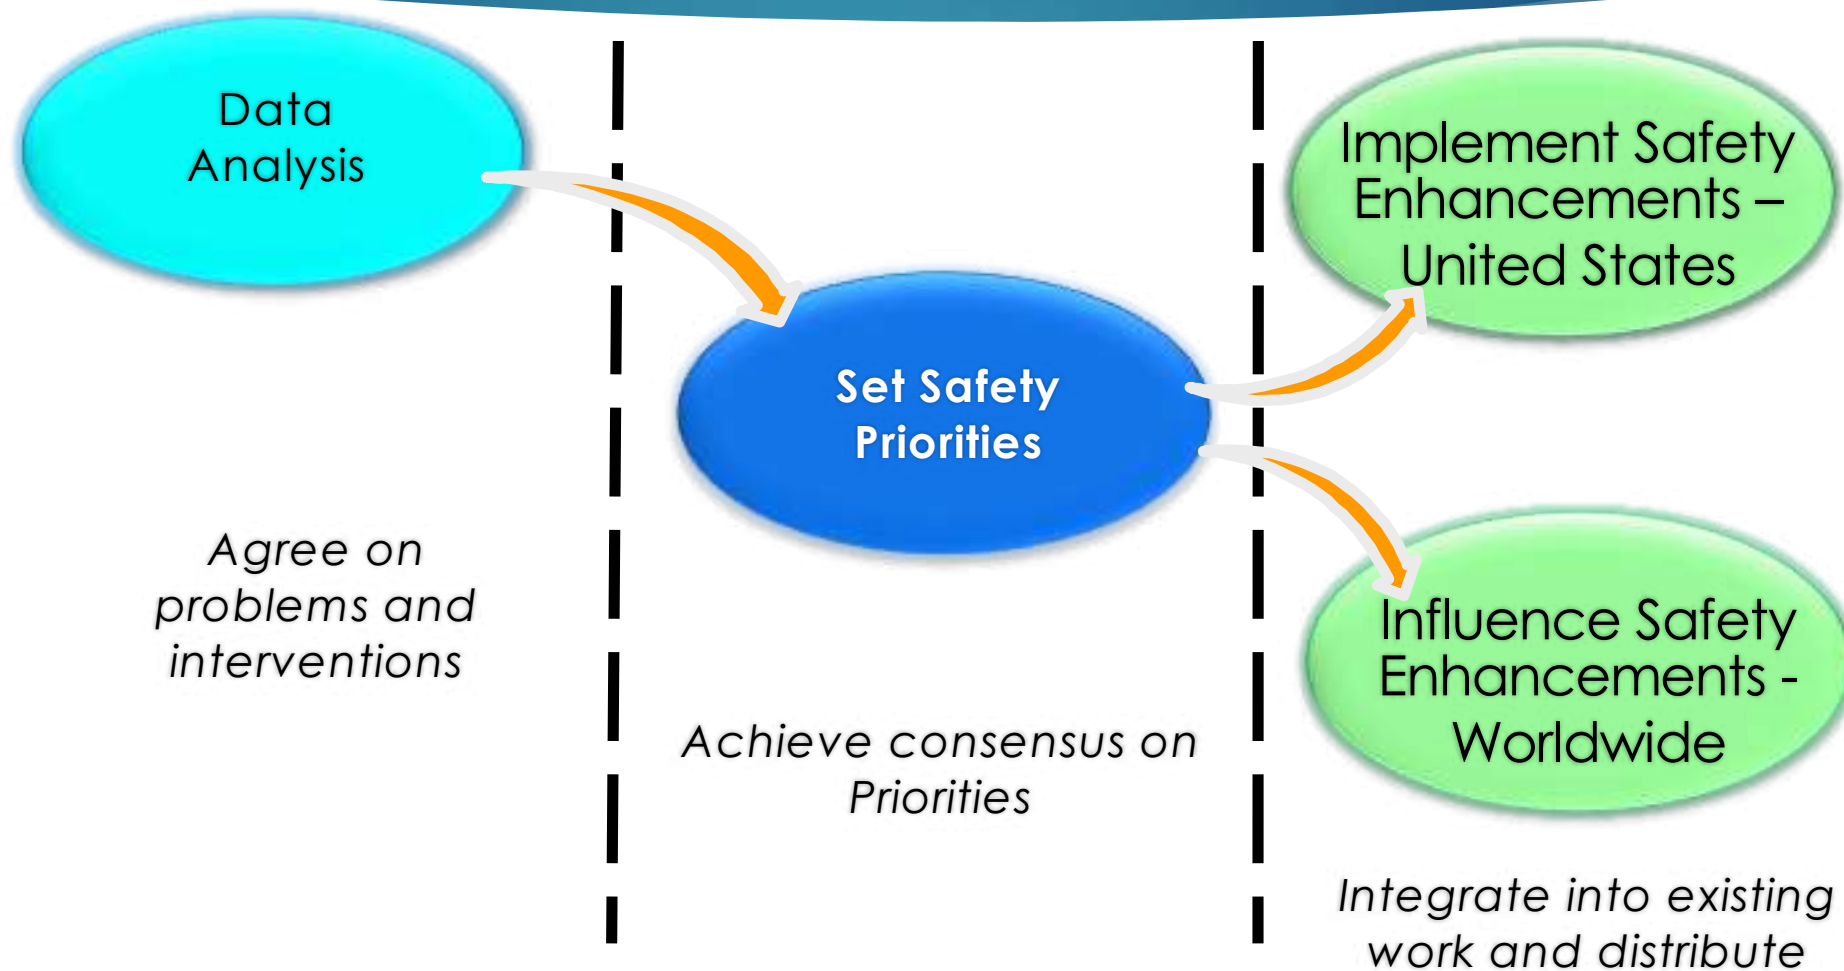 Data
Analysis
Agree on
problems and
interventions
Set Safety
Priorities
Achieve consensus on
Priorities
Implement Safety
Enhancements –
United States
Influence Safety
Enhancements -
Worldwide
Integrate into existing
work and distribute